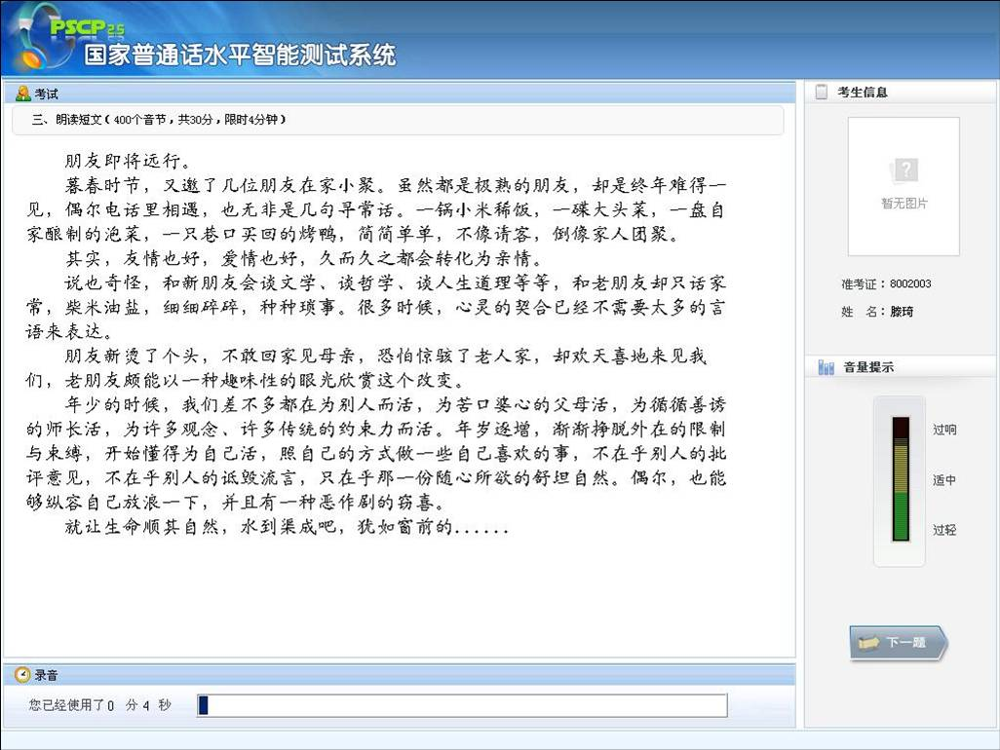 PSCP2.5
国家普通话水平智能测试系统
考试
三、朗读短文(400个音节,共30分,限时4分钟)
朋友即将远行。
暮春时节,又邀了几位朋友在家小聚。虽然都是极熟的朋友,却是终年难得一
见,偶尔电话里相遇,也无非是几句寻常话。一锅小米稀饭,一碟大头菜,一盘自
家酿制的泡菜,一只巷口买回的烤鸭,简简单单,不像请客,倒像家人团聚。
其实,友情也好,爱情也好,久而久之都会转化为亲情。
说也奇怪,和新朋友会谈文学、谈哲学、谈人生道理等等,和老朋友却只话家
常,柴米油盐,细细碎碎,种种琐事。很多时候,心灵的契合已经不需要太多的言
语来表达。
朋友新烫了个头,不敢回家见母亲,恐怕惊骇了老人家,却欢天喜地来见我
们,老朋友颇能以一种趣味性的眼光欣赏这个改变。
年少的时候,我们差不多都在为别人而活,为苦口婆心的父母活,为循循善诱
的师长活,为许多观念、许多传统的约束力而活。年岁逐增,渐渐挣脱外在的限制
与束缚,开始懂得为自己活,照自己的方式做一些自己喜欢的事,不在乎别人的批
评意见,不在乎别人的诋毁流言,只在乎那一份随心所欲的舒坦自然。偶尔,也能
够纵容自己放浪一下,并且有一种恶作剧的窃喜。
就让生命顺其自然,水到渠成吧,犹如窗前的......
录音
您已经使用了0 分 4 秒
考生信息
?
暂无图片
准考证:8002003
姓 名:滕琦
音量提示
过响
适中
过轻
下一题